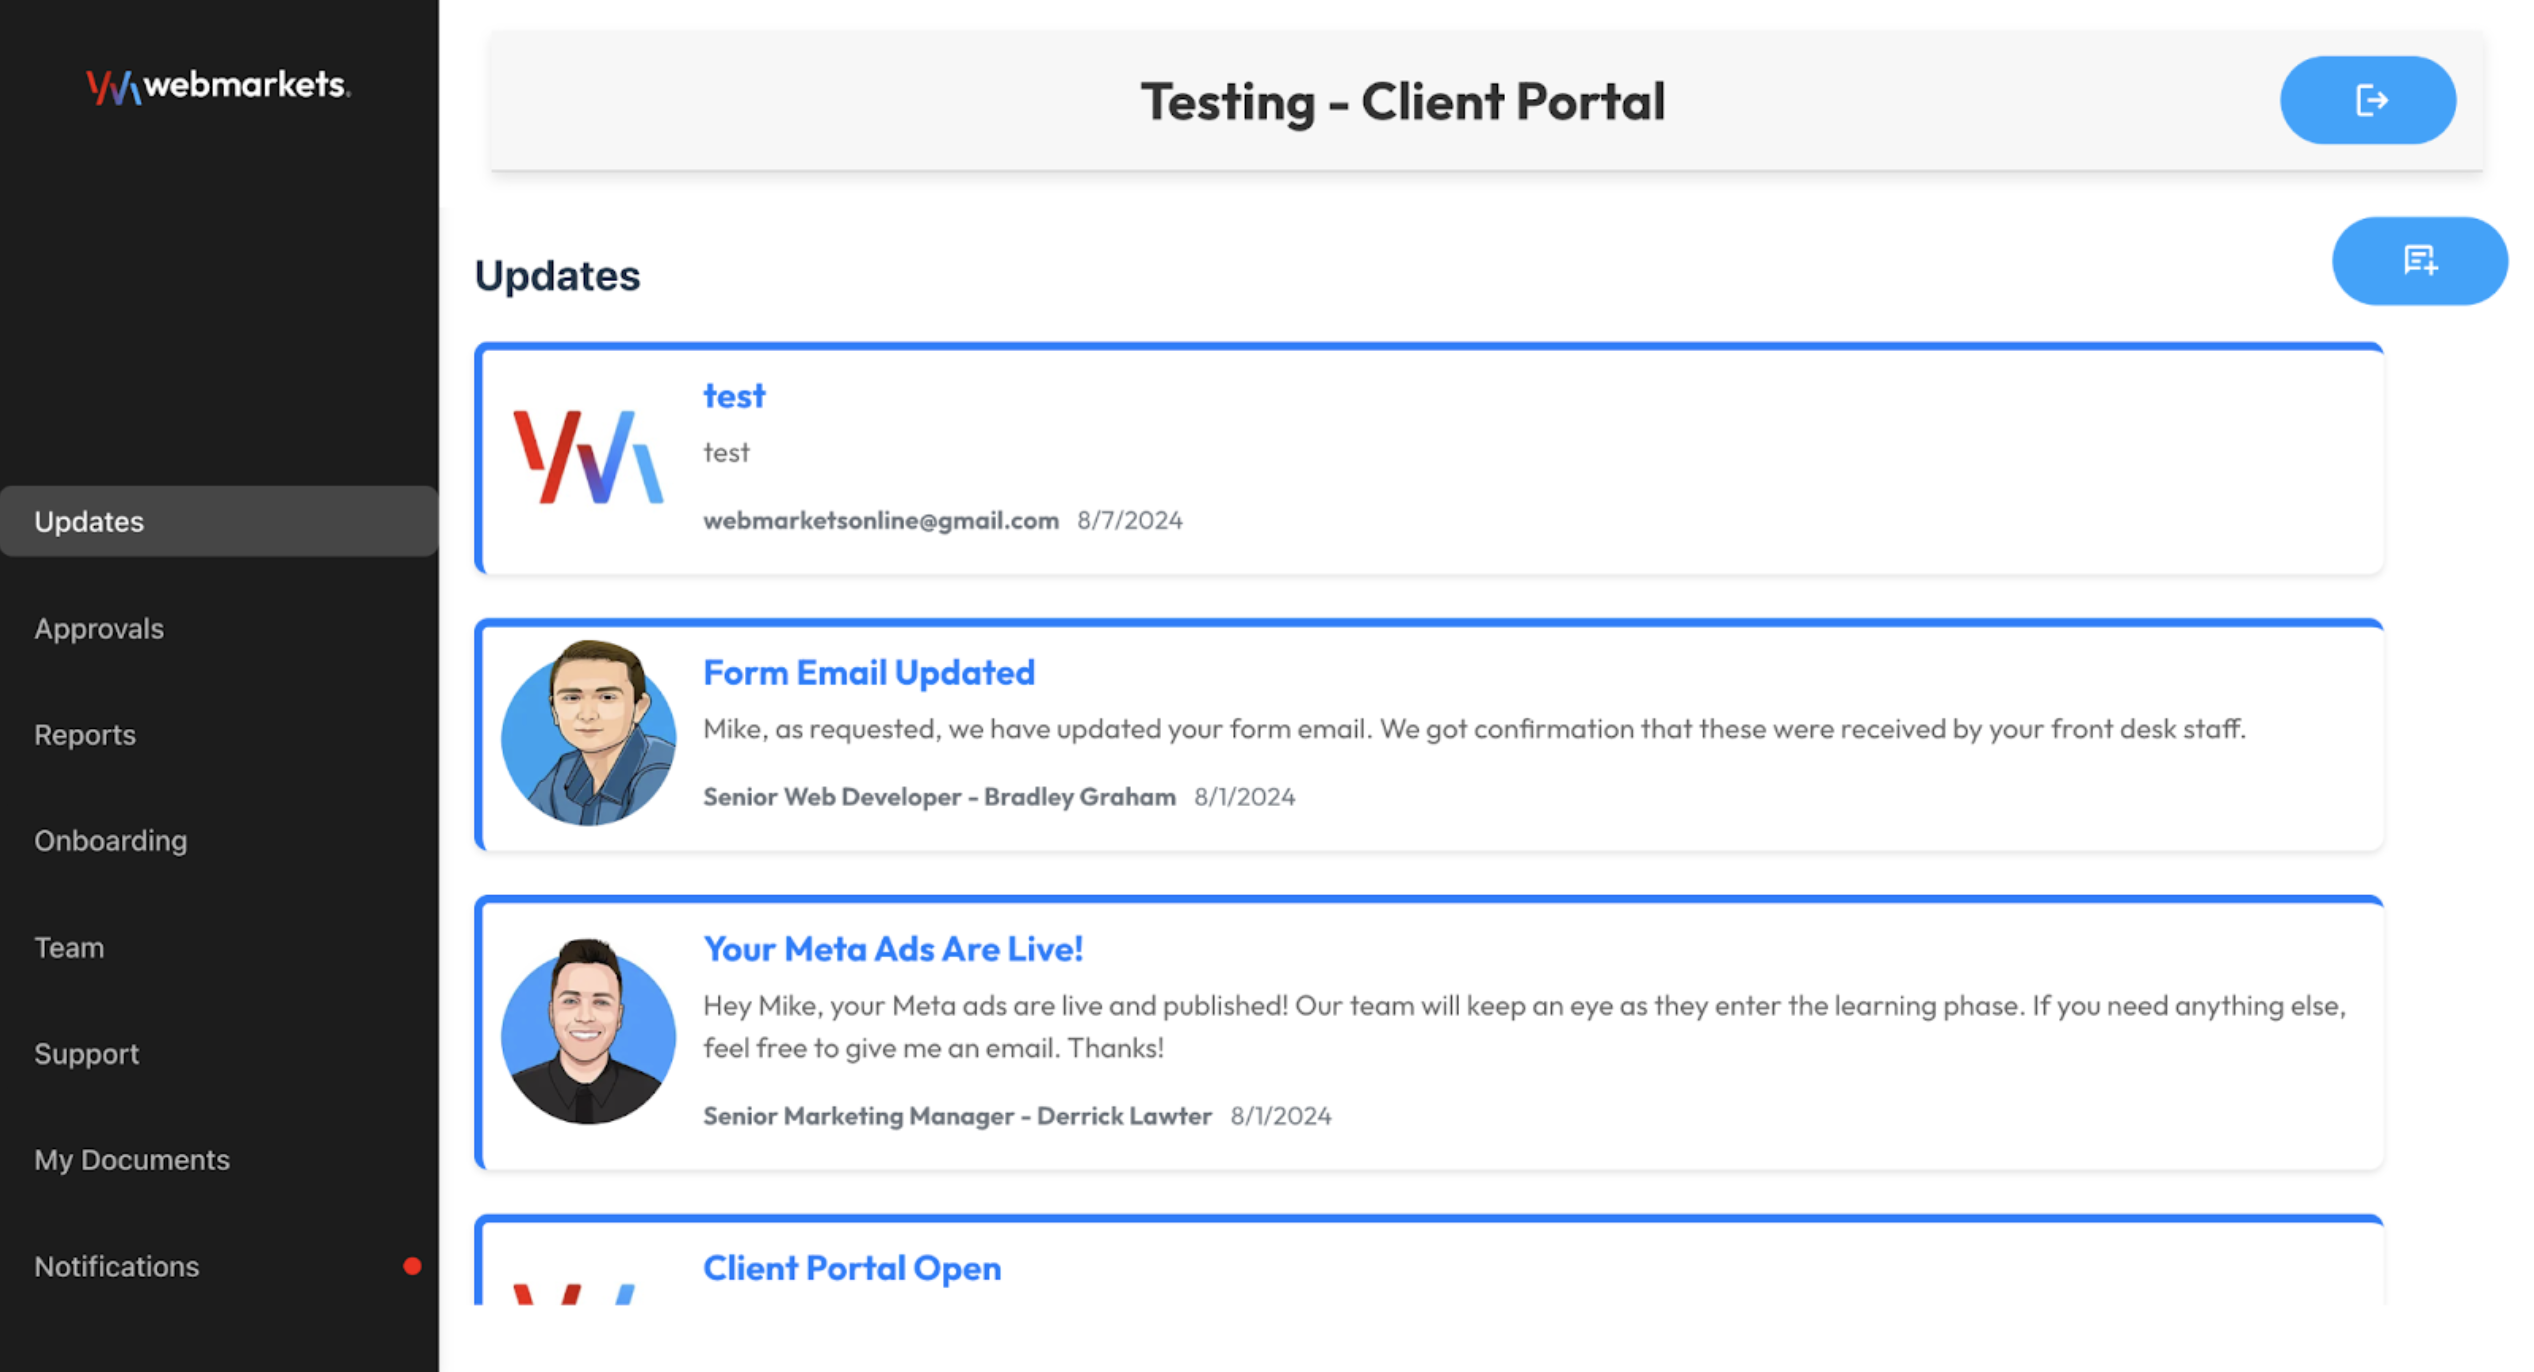 webmarkets.
Updates
Approvals
Reports
Onboarding
Team
Support
My Documents
Notifications
Testing - Client Portal
Updates
test
test
webmarketsonline@gmail.com 8/7/2024
Form Email Updated
Mike, as requested, we have updated your form email. We got confirmation that these were received by your front desk staff.
Senior Web Developer - Bradley Graham 8/1/2024
Your Meta Ads Are Live!
Hey Mike, your Meta ads are live and published! Our team will keep an eye as they enter the learning phase. If you need anything else,
feel free to give me an email. Thanks!
Senior Marketing Manager - Derrick Lawter 8/1/2024
Client Portal Open